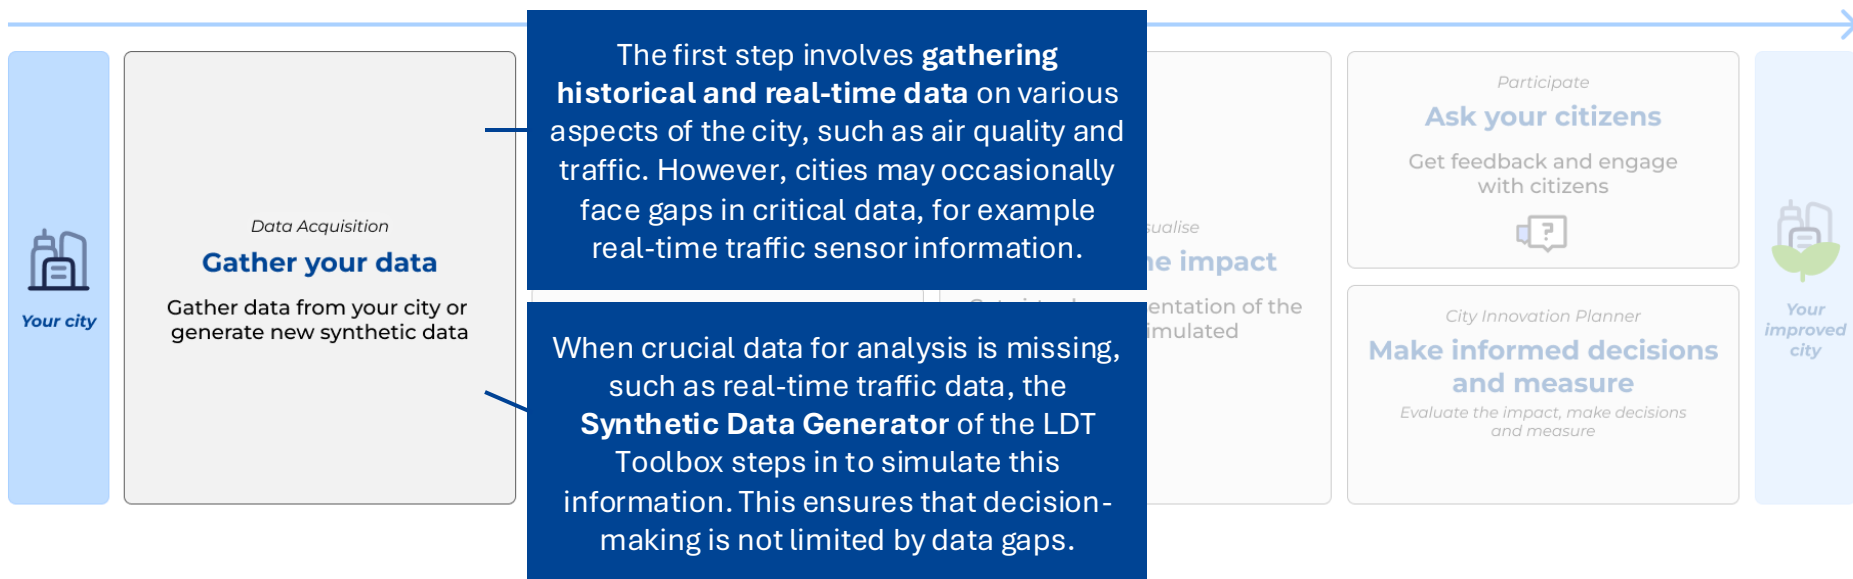 The first step involves gathering
historical and real-time data on various
aspects of the city, such as air quality and
traffic. However, cities may occasionally
face gaps in critical data, for example
real-time traffic sensor information.
When crucial data for analysis is missing,
such as real-time traffic data, the
Synthetic Data Generator of the LDT
Toolbox steps in to simulate this
information. This ensures that decision-
making is not limited by data gaps.
Your city
Data Acquisition
Gather your data
Gather data from your city or
generate new synthetic data
impact
of the
Participate
Ask your citizens
Get feedback and engage
with citizens
?
City Innovation Planner
Make informed decisions
and measure
Evaluate the impact, make decisions
and measure
Your
improved
city